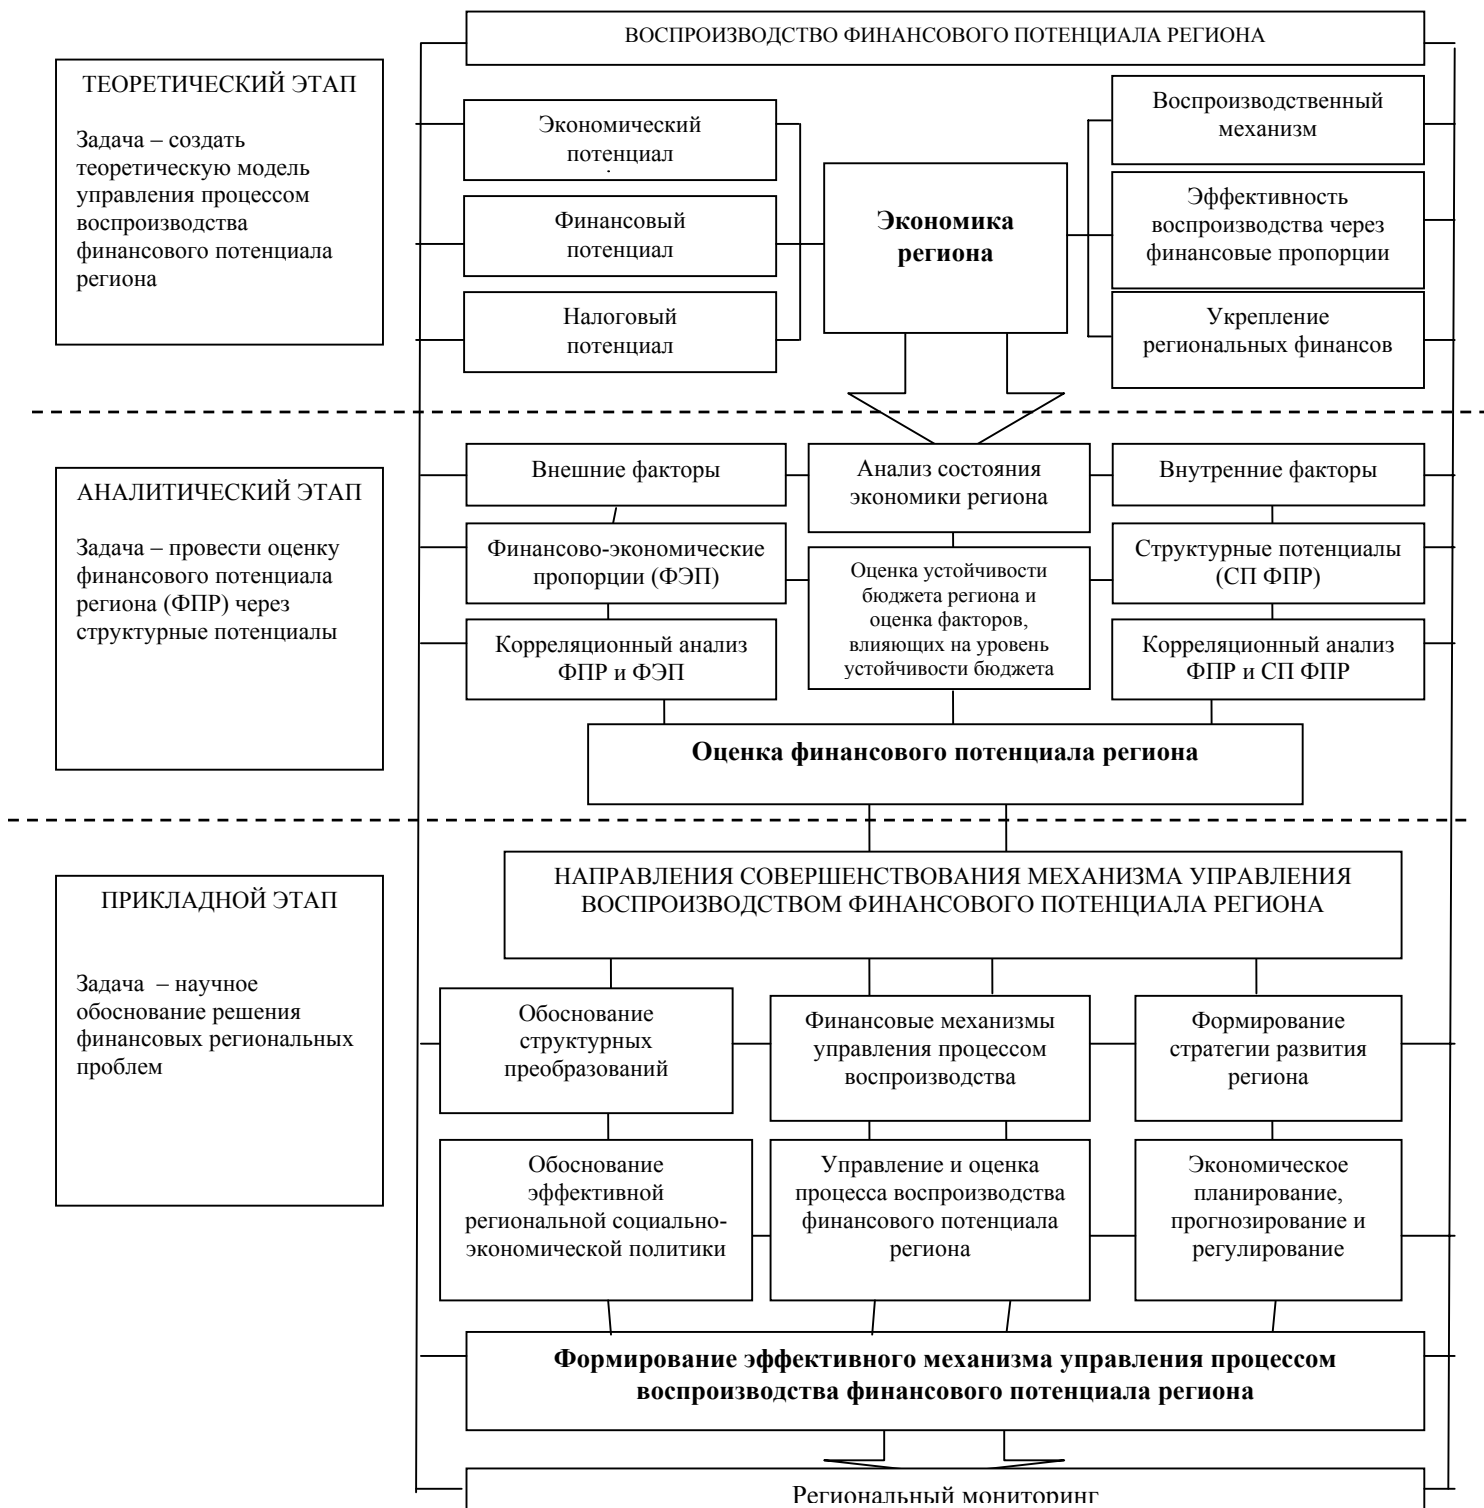 ВОСПРОИЗВОДСТВО ФИНАНСОВОГО ПОТЕНЦИАЛА РЕГИОНА
ТЕОРЕТИЧЕСКИЙ ЭТАП
Задача – создать
теоретическую модель
управления процессом
воспроизводства
финансового потенциала
региона
Экономический
потенциал
Финансовый
потенциал
Налоговый
потенциал
Экономика
региона
Воспроизводственный
механизм
Эффективность
воспроизводства через
финансовые пропорции
Укрепление
региональных финансов
АНАЛИТИЧЕСКИЙ ЭТАП
Задача – провести оценку
финансового потенциала
региона (ФПР) через
структурные потенциалы
Внешние факторы
Анализ состояния
экономики региона
Внутренние факторы
Финансово-экономические
пропорции (ФЭП)
Оценка устойчивости
бюджета региона и
оценка факторов,
влияющих на уровень
устойчивости бюджета
Структурные потенциалы
(СП ФПР)
Корреляционный анализ
ФПР и ФЭП
Корреляционный анализ
ФПР и СП ФПР
Оценка финансового потенциала региона
ПРИКЛАДНОЙ ЭТАП
Задача – научное
обоснование решения
финансовых региональных
проблем
НАПРАВЛЕНИЯ СОВЕРШЕНСТВОВАНИЯ МЕХАНИЗМА УПРАВЛЕНИЯ
ВОСПРОИЗВОДСТВОМ ФИНАНСОВОГО ПОТЕНЦИАЛА РЕГИОНА
Обоснование
структурных
преобразований
Финансовые механизмы
управления процессом
воспроизводства
Формирование
стратегии развития
региона
Обоснование
эффективной
региональной социально-
экономической политики
Управление и оценка
процесса воспроизводства
финансового потенциала
региона
Экономическое
планирование,
прогнозирование и
регулирование
Формирование эффективного механизма управления процессом
воспроизводства финансового потенциала региона
Региональный мониторинг